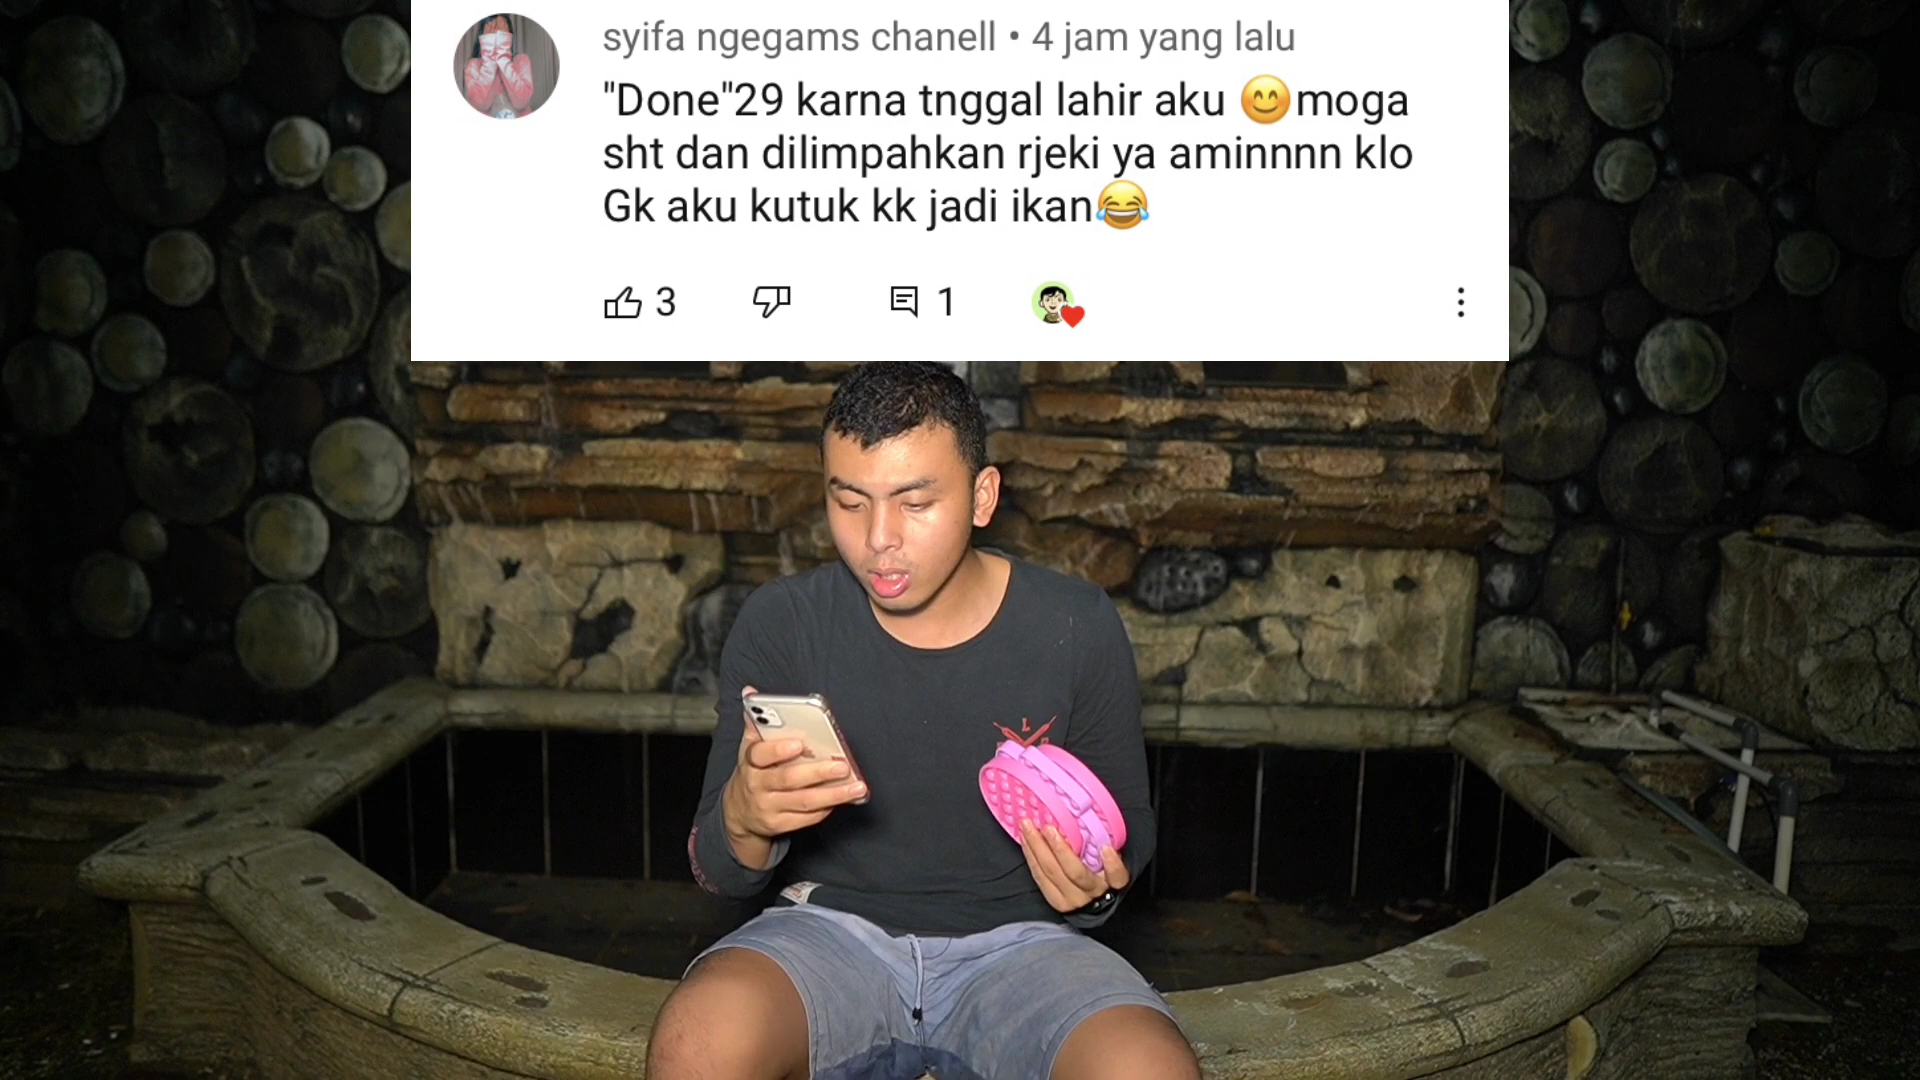 syifa ngegams chanell • 4 jam yang lalu
"Done"29 karna tnggal lahir aku 😊moga
sht dan dilimpahkan rjeki ya aminnnn klo
Gk aku kutuk kk jadi ikan😂
3
1
L